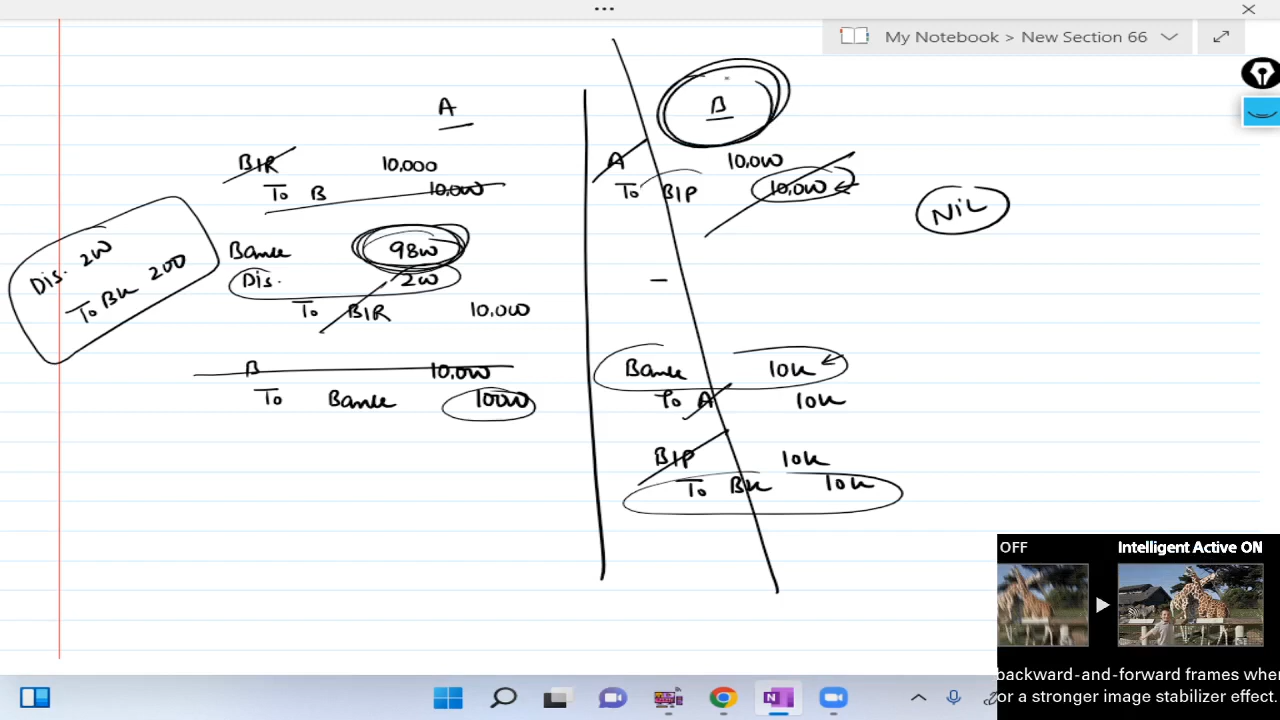 My Notebook > New Section 66
A
B/R 10,000
To B 10,000
Dis. 200
To BK 200
Bank 9800
Dis. 200
To B/R 10,000
B 10,000
To Bank 10000
B
A 10,000
To B/P 10,000
NiL
–
Bank 10K
To A 10K
B/P 10K
To BK 10K
OFF
Intelligent Active ON
backward-and-forward frames when
or a stronger image stabilizer effect.